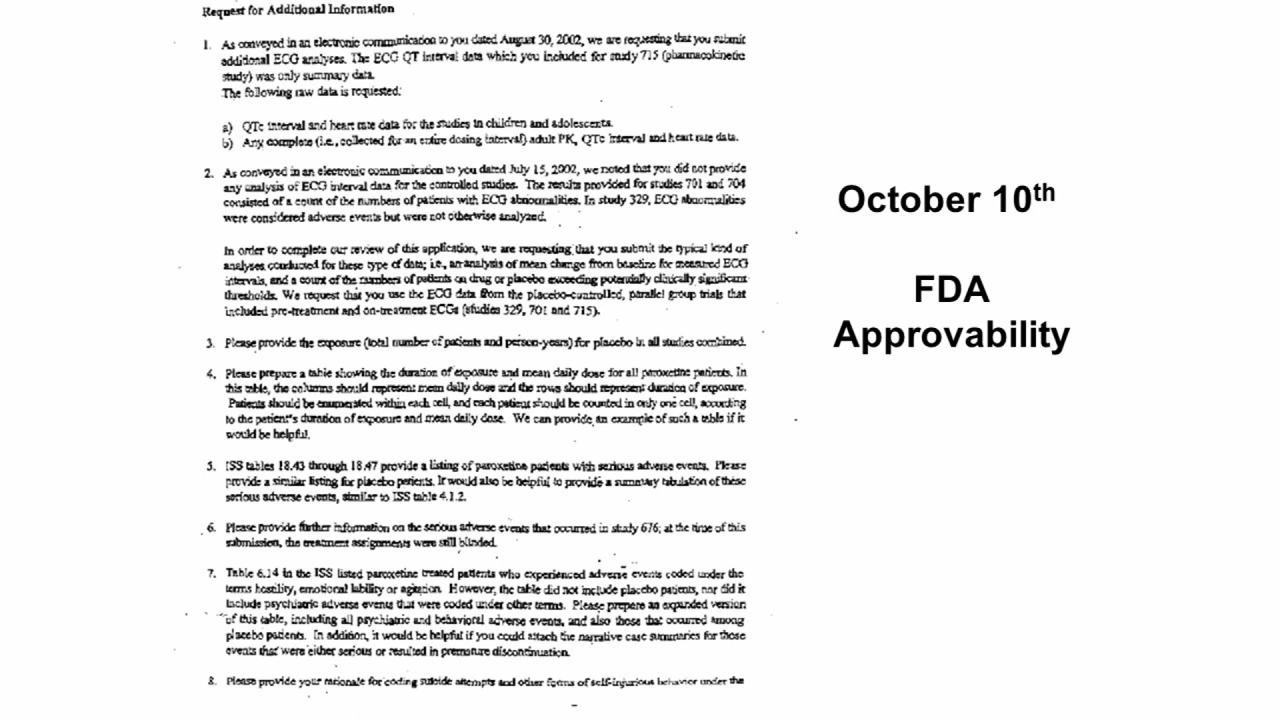 Request for Additional Information
1. As conveyed in an electronic communication to you dated August 30, 2002, we are requesting that you submit
additional ECG analyses. The ECG QT interval data which you included for study 715 (pharmacokinetic
study) was only summary data.
The following raw data is requested:
a) QTc interval and heart rate data for the studies in children and adolescents.
b) Any complete (i.e., collected for an entire dosing interval) adult PK, QTc interval and heart rate data.
2. As conveyed in an electronic communication to you dated July 15, 2002, we noted that you did not provide
any analysis of ECG interval data for the controlled studies. The results provided for studies 701 and 704
consisted of a count of the numbers of patients with ECG abnormalities. In study 329, ECG abnormalities
were considered adverse events but were not otherwise analyzed.
In order to complete our review of this application, we are requesting that you submit the typical kind of
analyses conducted for these type of data; i.e., an analysis of mean change from baseline for measured ECG
intervals, and a count of the numbers of patients on drug or placebo exceeding potentially clinically significant
thresholds. We request that you use the ECG data from the placebo-controlled, parallel group trials that
included pre-treatment and on-treatment ECGs (studies 329, 701 and 715).
3. Please provide the exposure (total number of patients and person-years) for placebo in all studies combined.
4. Please prepare a table showing the duration of exposure and mean daily dose for all paroxetine patients. In
this table, the columns should represent mean daily dose and the rows should represent duration of exposure.
Patients should be enumerated within each cell, and each patient should be counted in only one cell, according
to the patient's duration of exposure and mean daily dose. We can provide an example of such a table if it
would be helpful.
5. ISS tables 18.43 through 18.47 provide a listing of paroxetine patients with serious adverse events. Please
provide a similar listing for placebo patients. It would also be helpful to provide a summary tabulation of these
serious adverse events, similar to ISS table 4.1.2.
6. Please provide further information on the serious adverse events that occurred in study 676; at the time of this
submission, the treatment assignments were still blinded.
7. Table 6.14 in the ISS listed paroxetine treated patients who experienced adverse events coded under the
terms hostility, emotional lability or agitation. However, the table did not include placebo patients, nor did it
include psychiatric adverse events that were coded under other terms. Please prepare an expanded version
of this table, including all psychiatric and behavioral adverse events, and also those that occurred among
placebo patients. In addition, it would be helpful if you could attach the narrative case summaries for those
events that were either serious or resulted in premature discontinuation.
8. Please provide your rationale for coding suicide attempts and other forms of self-injurious behavior under the
October 10th
FDA
Approvability